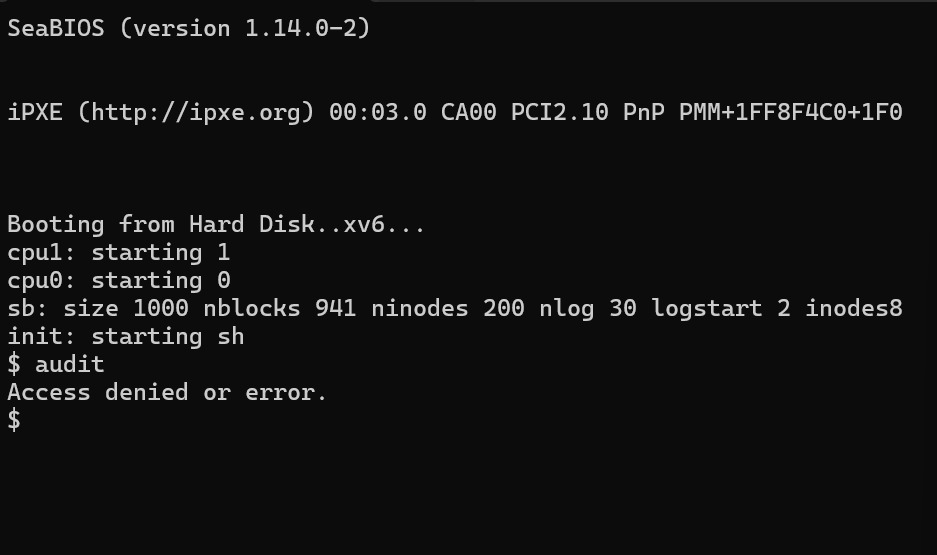 SeaBIOS (version 1.14.0-2)
iPXE (http://ipxe.org) 00:03.0 CA00 PCI2.10 PnP PMM+1FF8F4C0+1F0
Booting from Hard Disk..xv6...
cpu1: starting 1
cpu0: starting 0
sb: size 1000 nblocks 941 ninodes 200 nlog 30 logstart 2 inodes8
init: starting sh
$ audit
Access denied or error.
$